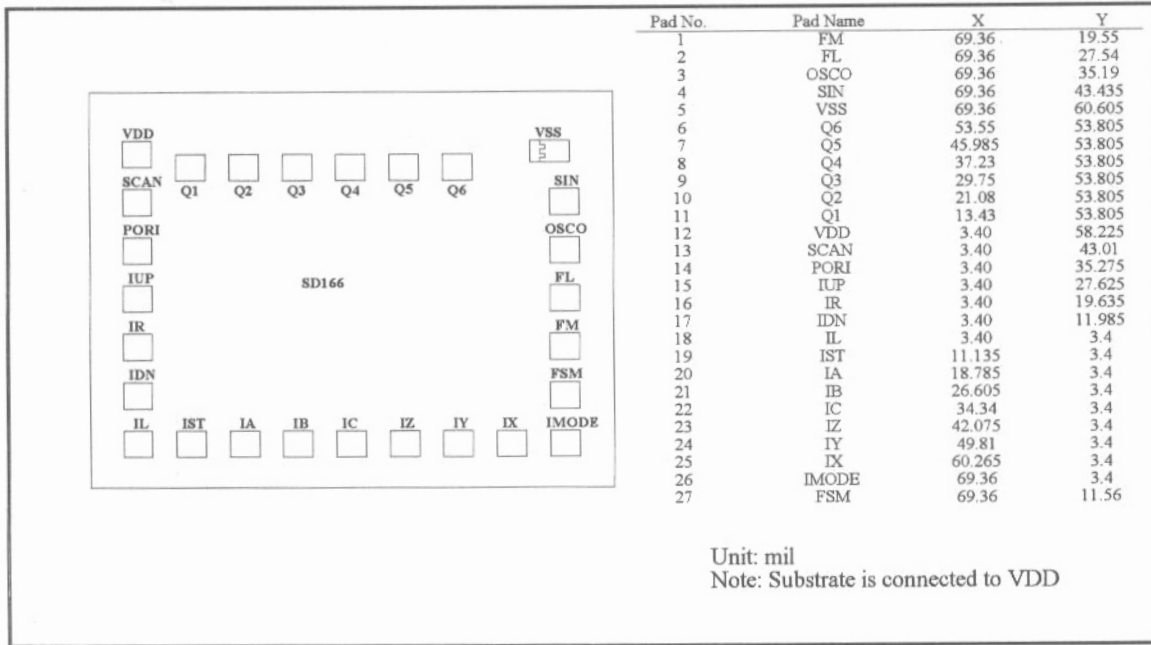 Pad No. Pad Name X Y
1 FM 69.36 19.55
2 FL 69.36 27.54
3 OSCO 69.36 35.19
4 SIN 69.36 43.435
5 VSS 69.36 60.605
6 Q6 53.55 53.805
7 Q5 45.985 53.805
8 Q4 37.23 53.805
9 Q3 29.75 53.805
10 Q2 21.08 53.805
11 Q1 13.43 53.805
12 VDD 3.40 58.225
13 SCAN 3.40 43.01
14 PORI 3.40 35.275
15 IUP 3.40 27.625
16 IR 3.40 19.635
17 IDN 3.40 11.985
18 IL 3.40 3.4
19 IST 11.135 3.4
20 IA 18.785 3.4
21 IB 26.605 3.4
22 IC 34.34 3.4
23 IZ 42.075 3.4
24 IY 49.81 3.4
25 IX 60.265 3.4
26 IMODE 69.36 3.4
27 FSM 69.36 11.56
VDD VSS
SCAN Q1 Q2 Q3 Q4 Q5 Q6 SIN
PORI OSCO
IUP SD166 FL
IR FM
IDN FSM
IL IST IA IB IC IZ IY IX IMODE
Unit: mil
Note: Substrate is connected to VDD